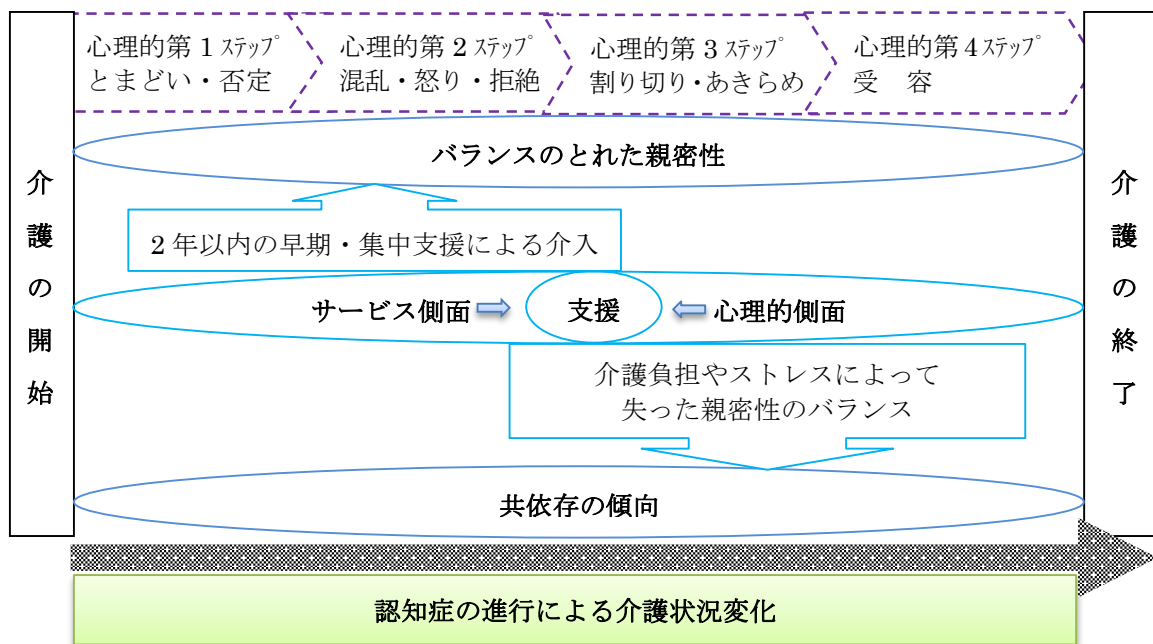 心理的第1ステップ
とまどい・否定
心理的第2ステップ
混乱・怒り・拒絶
心理的第3ステップ
割り切り・あきらめ
心理的第4ステップ
受　容
介護の開始
バランスのとれた親密性
2年以内の早期・集中支援による介入
サービス側面
支援
心理的側面
介護負担やストレスによって
失った親密性のバランス
共依存の傾向
介護の終了
認知症の進行による介護状況変化